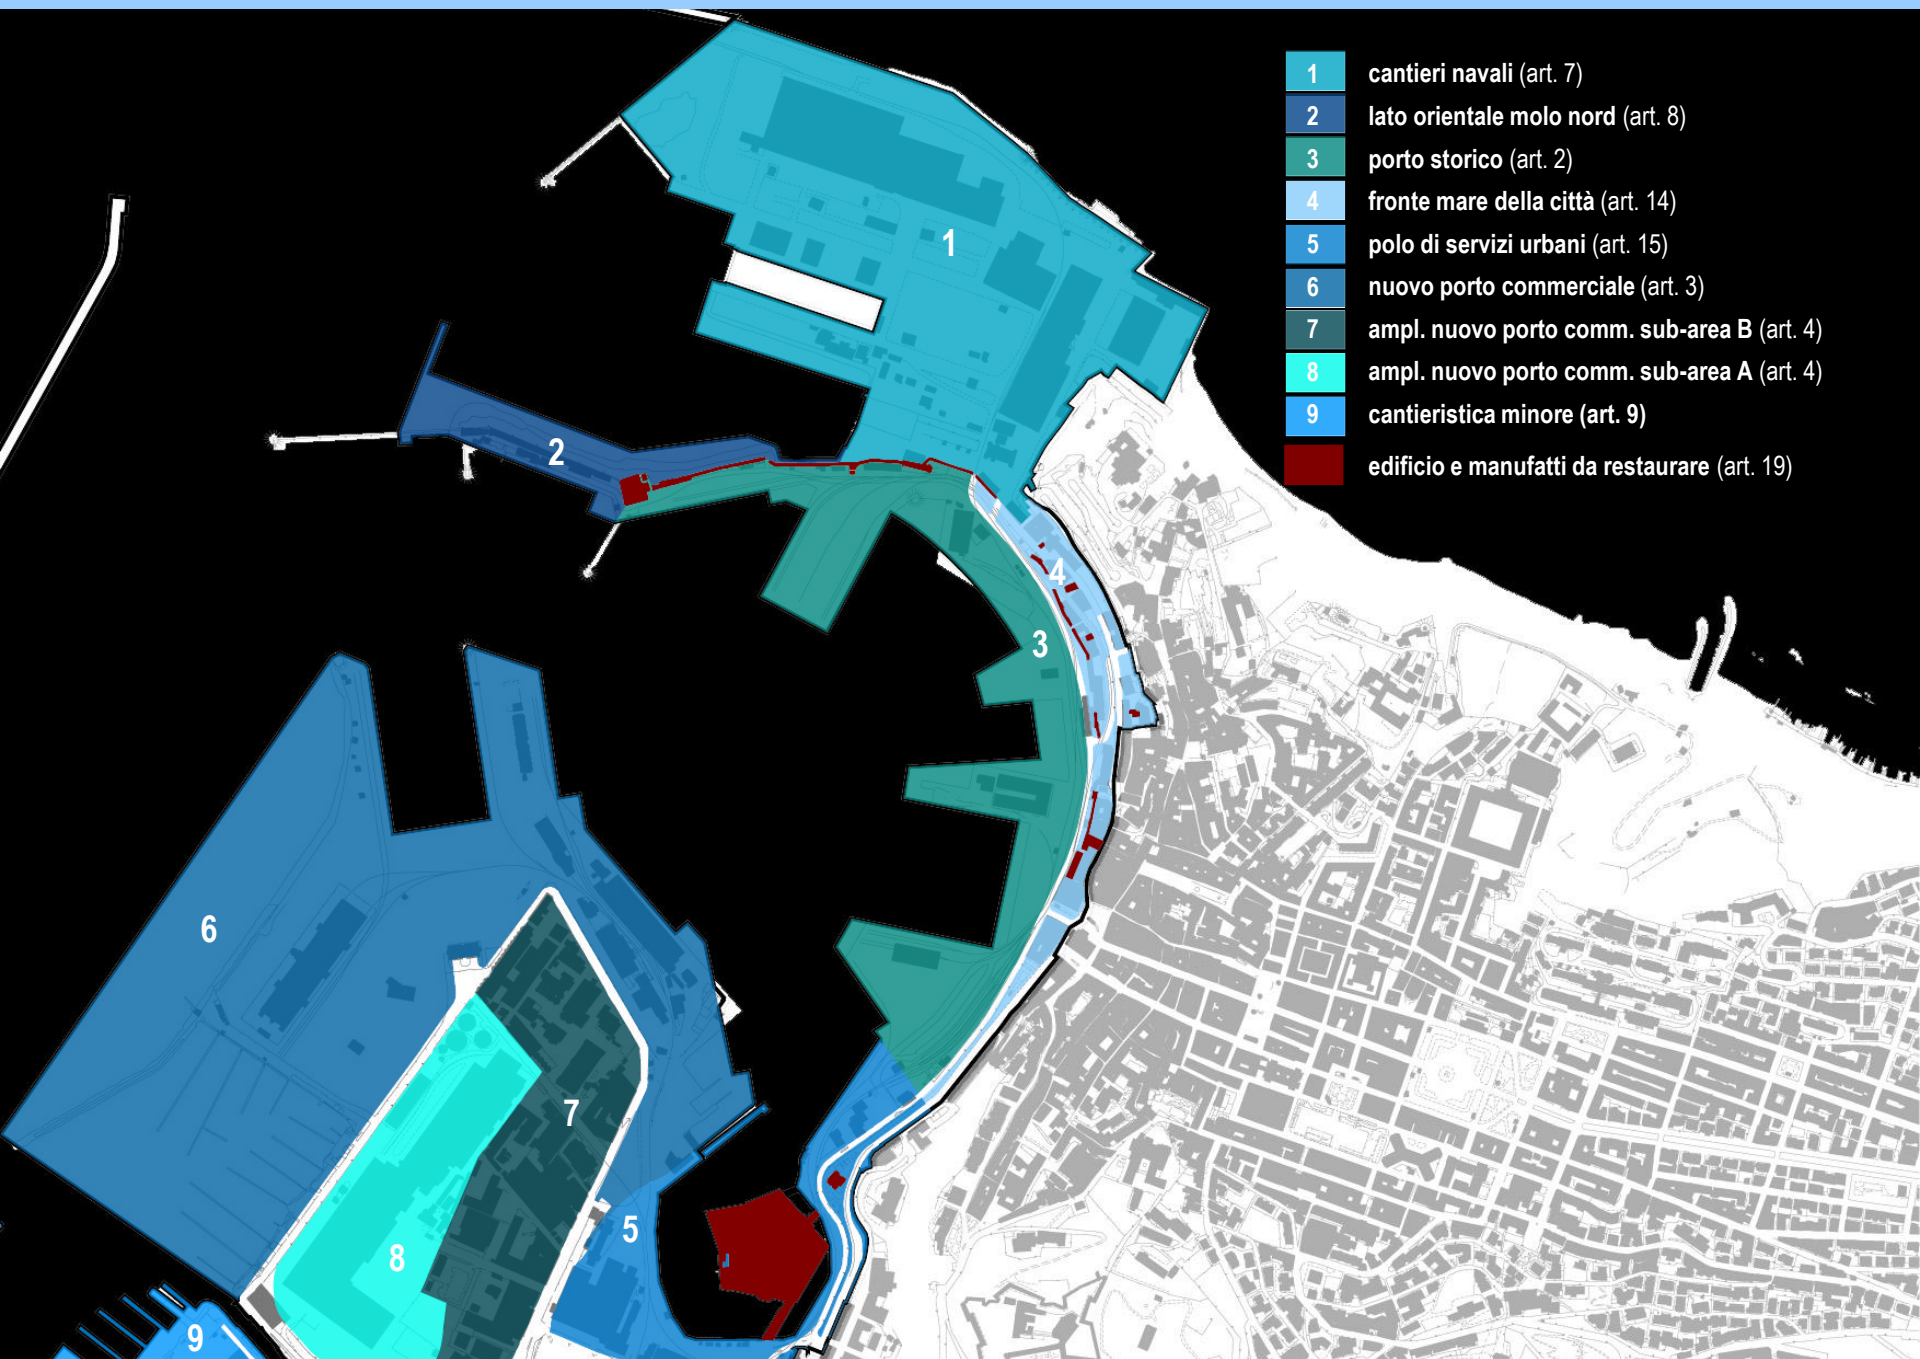 1 cantieri navali (art. 7)
2 lato orientale molo nord (art. 8)
3 porto storico (art. 2)
4 fronte mare della città (art. 14)
5 polo di servizi urbani (art. 15)
6 nuovo porto commerciale (art. 3)
7 ampl. nuovo porto comm. sub-area B (art. 4)
8 ampl. nuovo porto comm. sub-area A (art. 4)
9 cantieristica minore (art. 9)
edificio e manufatti da restaurare (art. 19)
1
2
4
3
6
7
5
8
9